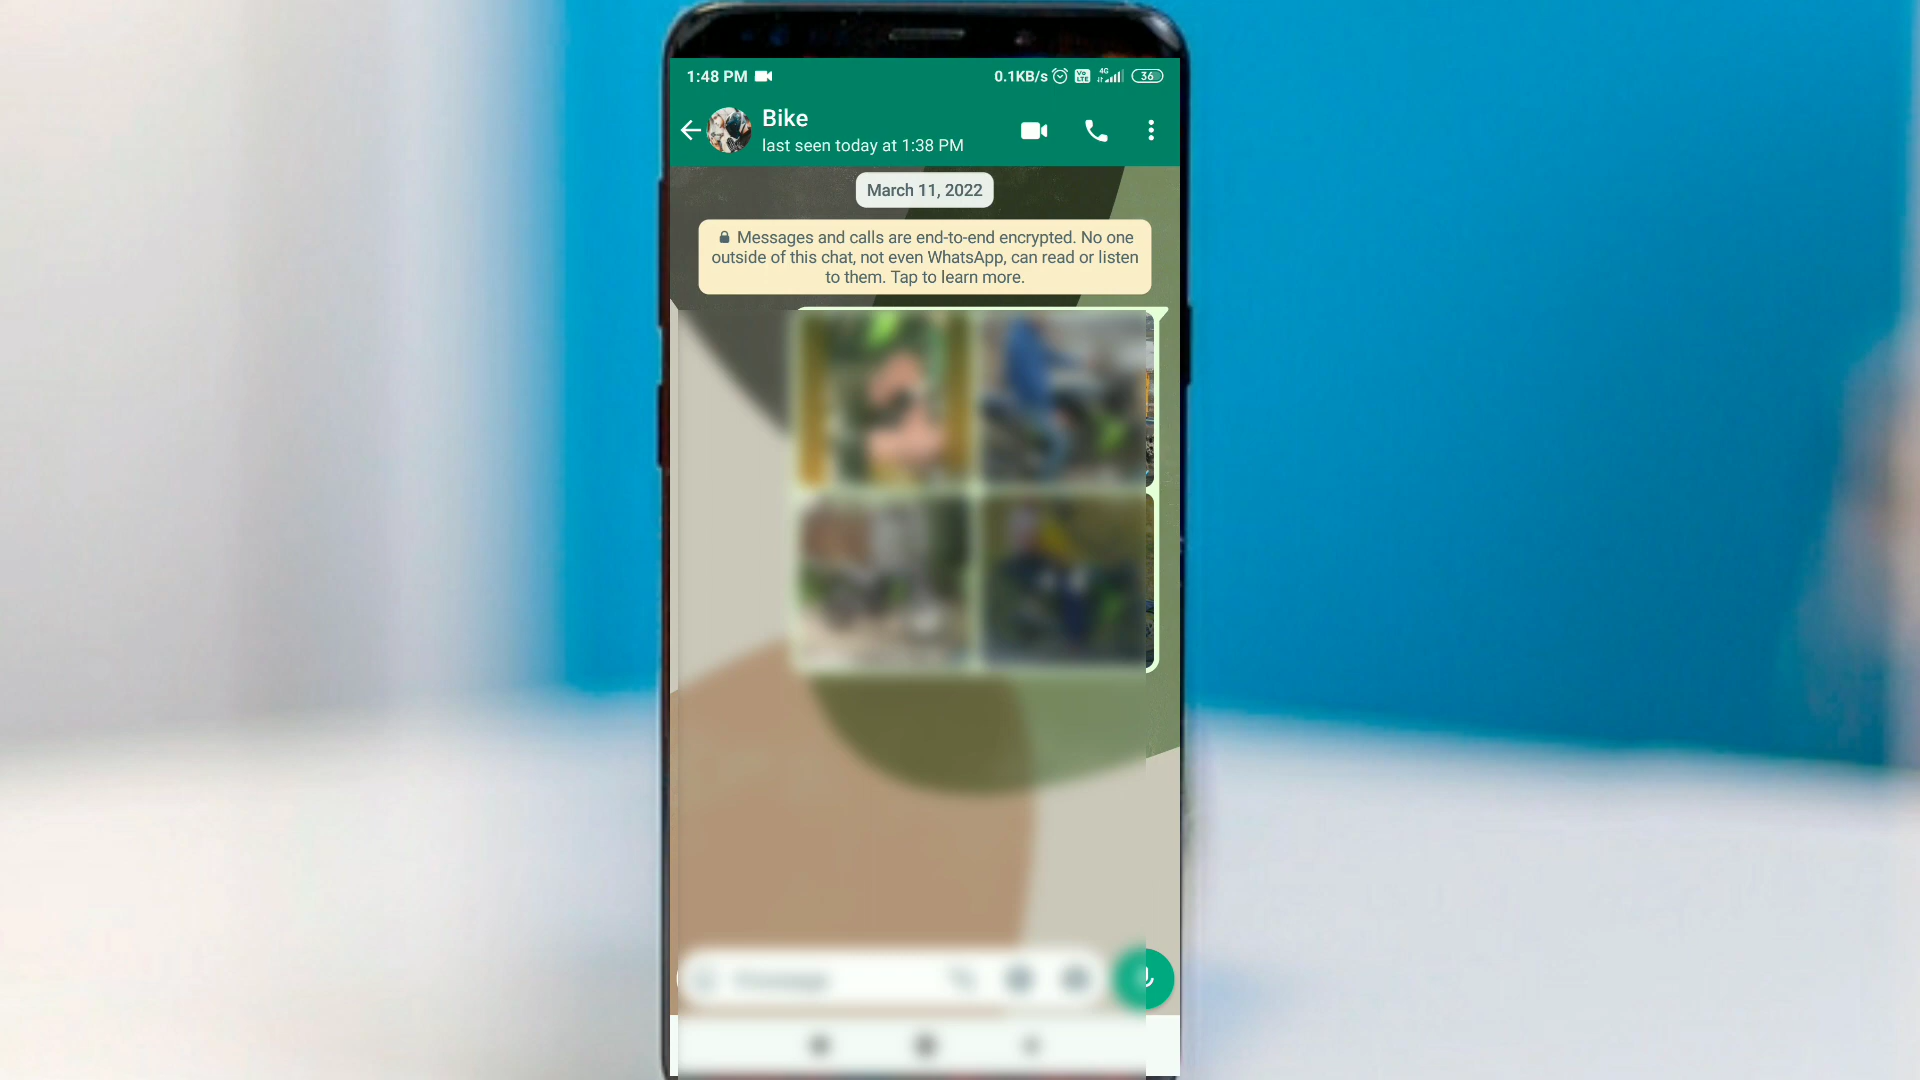 1:48 PM 0.1KB/s 4G 36
Bike
last seen today at 1:38 PM
March 11, 2022
Messages and calls are end-to-end encrypted. No one
outside of this chat, not even WhatsApp, can read or listen
to them. Tap to learn more.